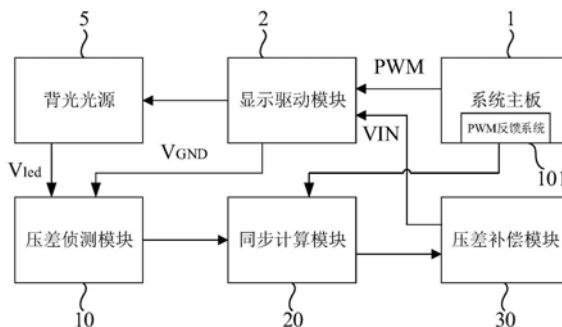 5
2
1
背光光源
显示驱动模块
PWM
系统主板
PWM反馈系统
VIN
101
Vled
VGND
压差侦测模块
同步计算模块
压差补偿模块
10
20
30